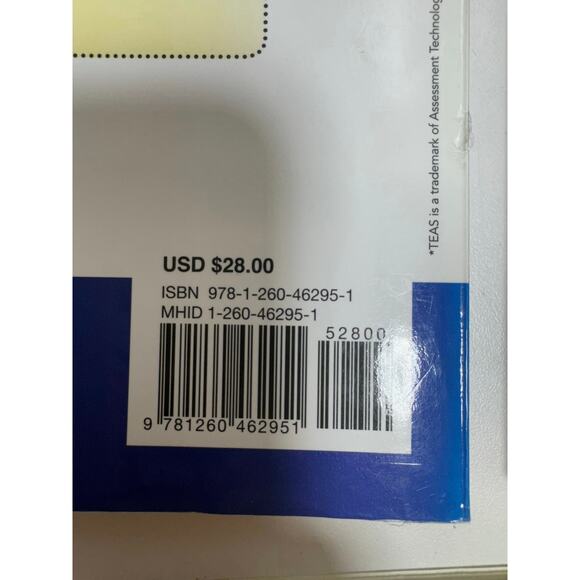 *TEAS is a trademark of Assessment Technolog
USD $28.00
ISBN 978-1-260-46295-1
MHID 1-260-46295-1
52800
9 781260 462951